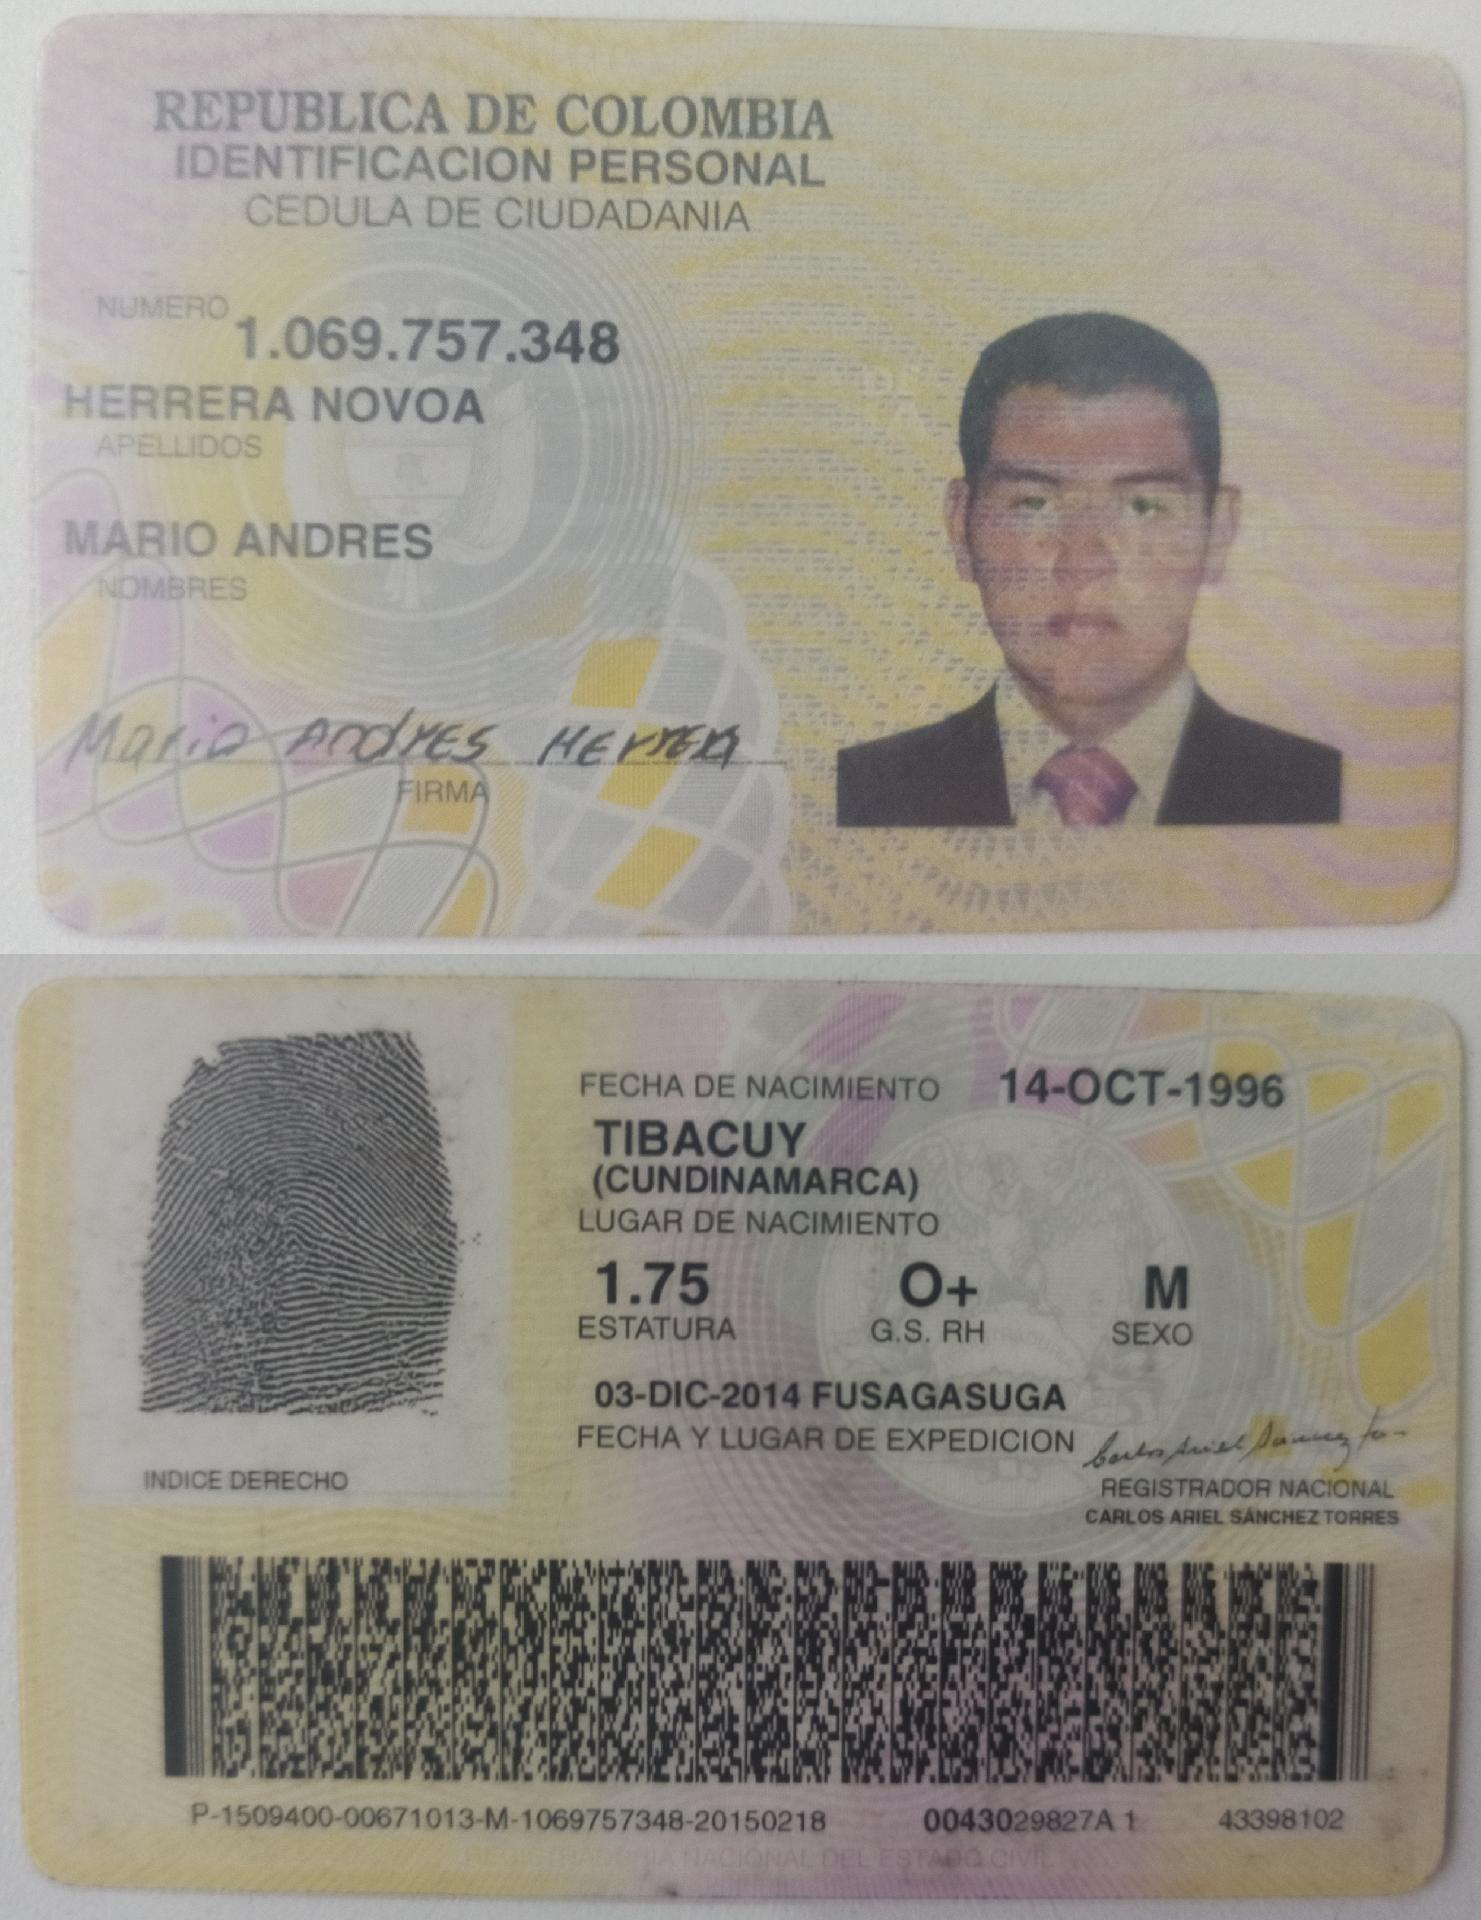 REPUBLICA DE COLOMBIA
IDENTIFICACION PERSONAL
CEDULA DE CIUDADANIA
NUMERO 1.069.757.348
HERRERA NOVOA
APELLIDOS
MARIO ANDRES
NOMBRES
Mario Andres Herrera
FIRMA
FECHA DE NACIMIENTO 14-OCT-1996
TIBACUY
(CUNDINAMARCA)
LUGAR DE NACIMIENTO
1.75 O+ M
ESTATURA G.S. RH SEXO
03-DIC-2014 FUSAGASUGA
FECHA Y LUGAR DE EXPEDICION
INDICE DERECHO
REGISTRADOR NACIONAL
CARLOS ARIEL SÁNCHEZ TORRES
P-1509400-00671013-M-1069757348-20150218 0043029827A 1 43398102
REGISTRADURIA NACIONAL DEL ESTADO CIVIL